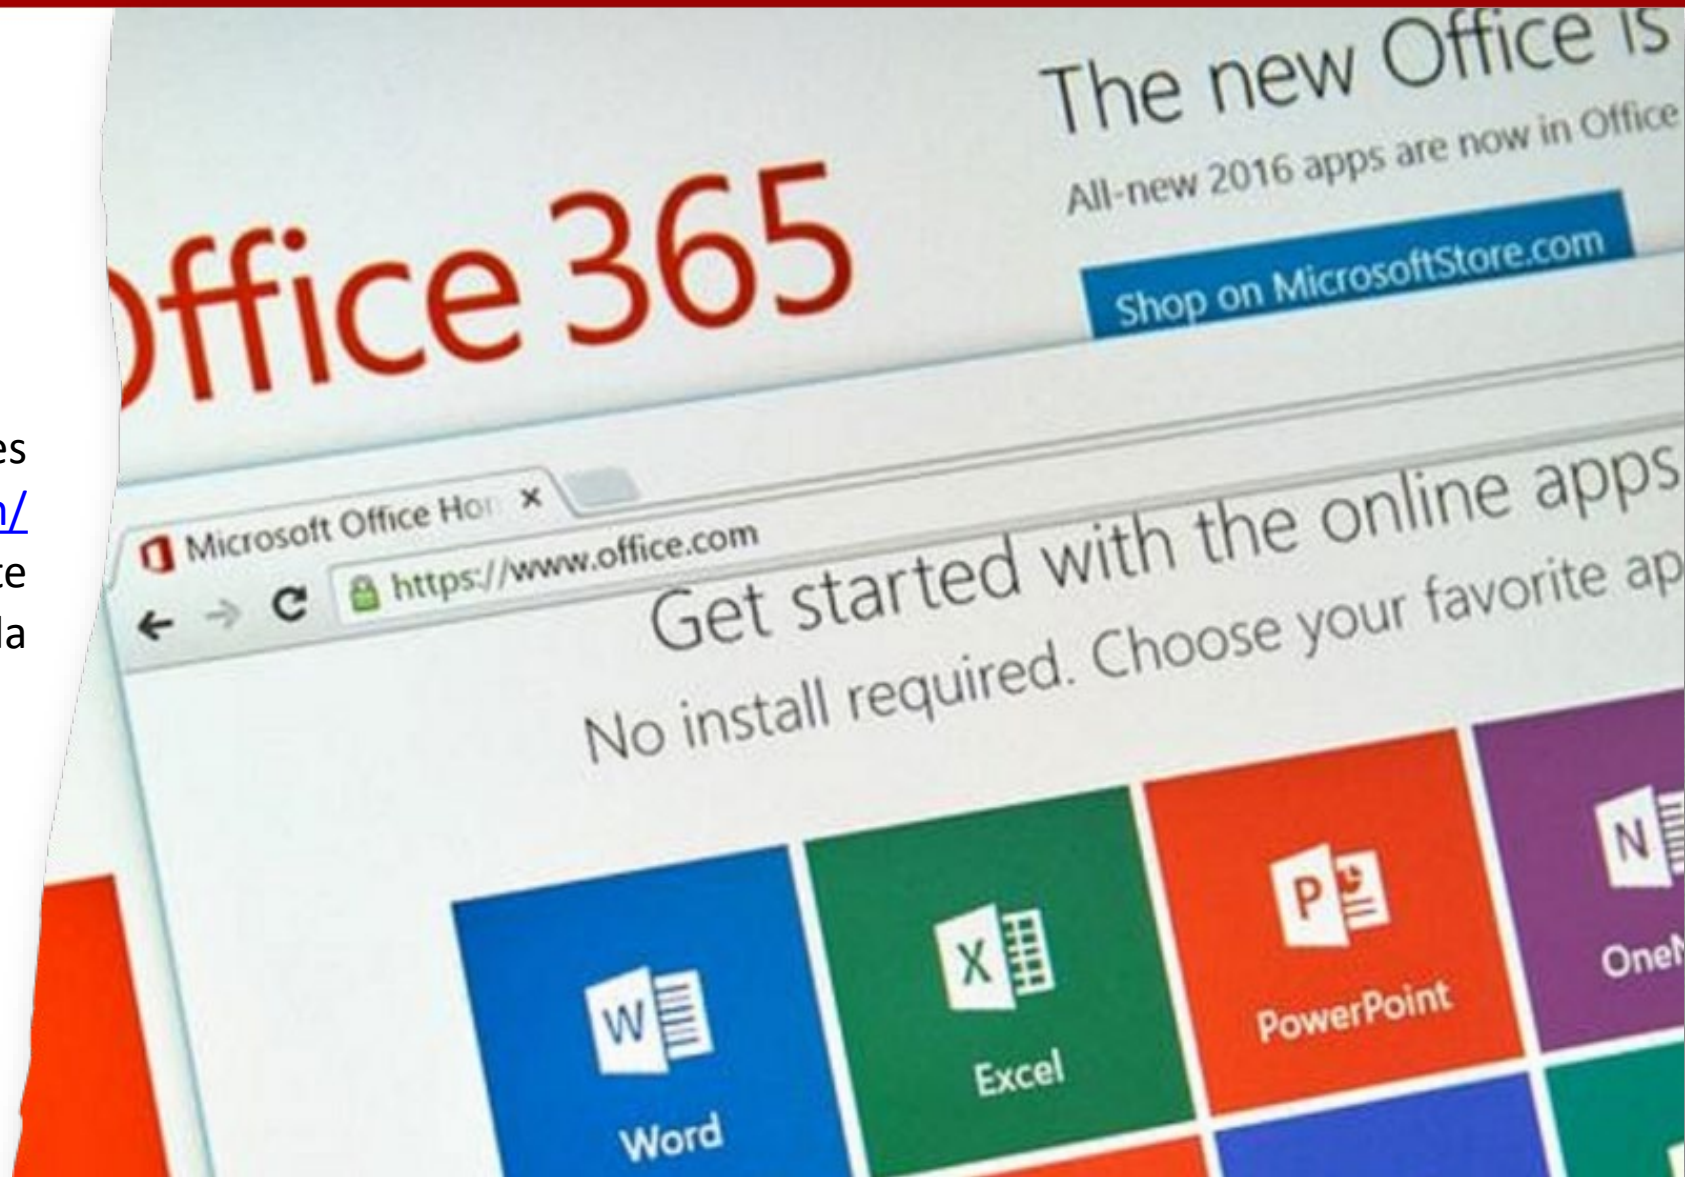 The new Office is
All-new 2016 apps are now in Office
Shop on MicrosoftStore.com
ffice 365
es
/
te
la
Microsoft Office Ho
https://www.office.com
Get started with the online apps
No install required. Choose your favorite ap
Word
Excel
PowerPoint
OneN